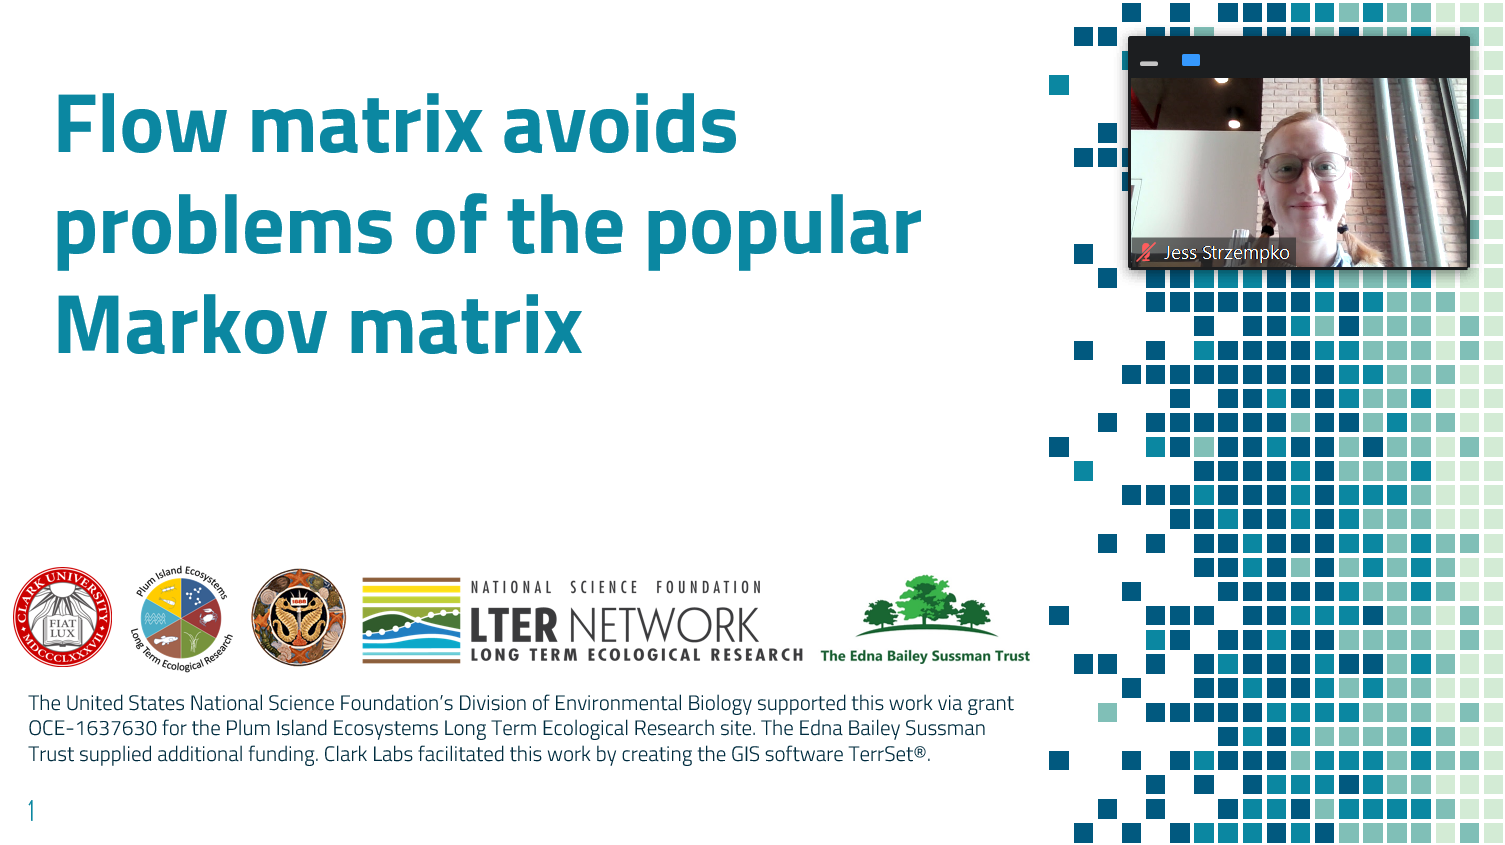 Flow matrix avoids
problems of the popular
Markov matrix
Jess Strzempko
CLARK UNIVERSITY
FIAT
LUX
MDCCCLXXXVII
Plum Island Ecosystems
Long Term Ecological Research
1888
NATIONAL SCIENCE FOUNDATION
LTER NETWORK
LONG TERM ECOLOGICAL RESEARCH
The Edna Bailey Sussman Trust
The United States National Science Foundation's Division of Environmental Biology supported this work via grant
OCE-1637630 for the Plum Island Ecosystems Long Term Ecological Research site. The Edna Bailey Sussman
Trust supplied additional funding. Clark Labs facilitated this work by creating the GIS software TerrSet®.
1